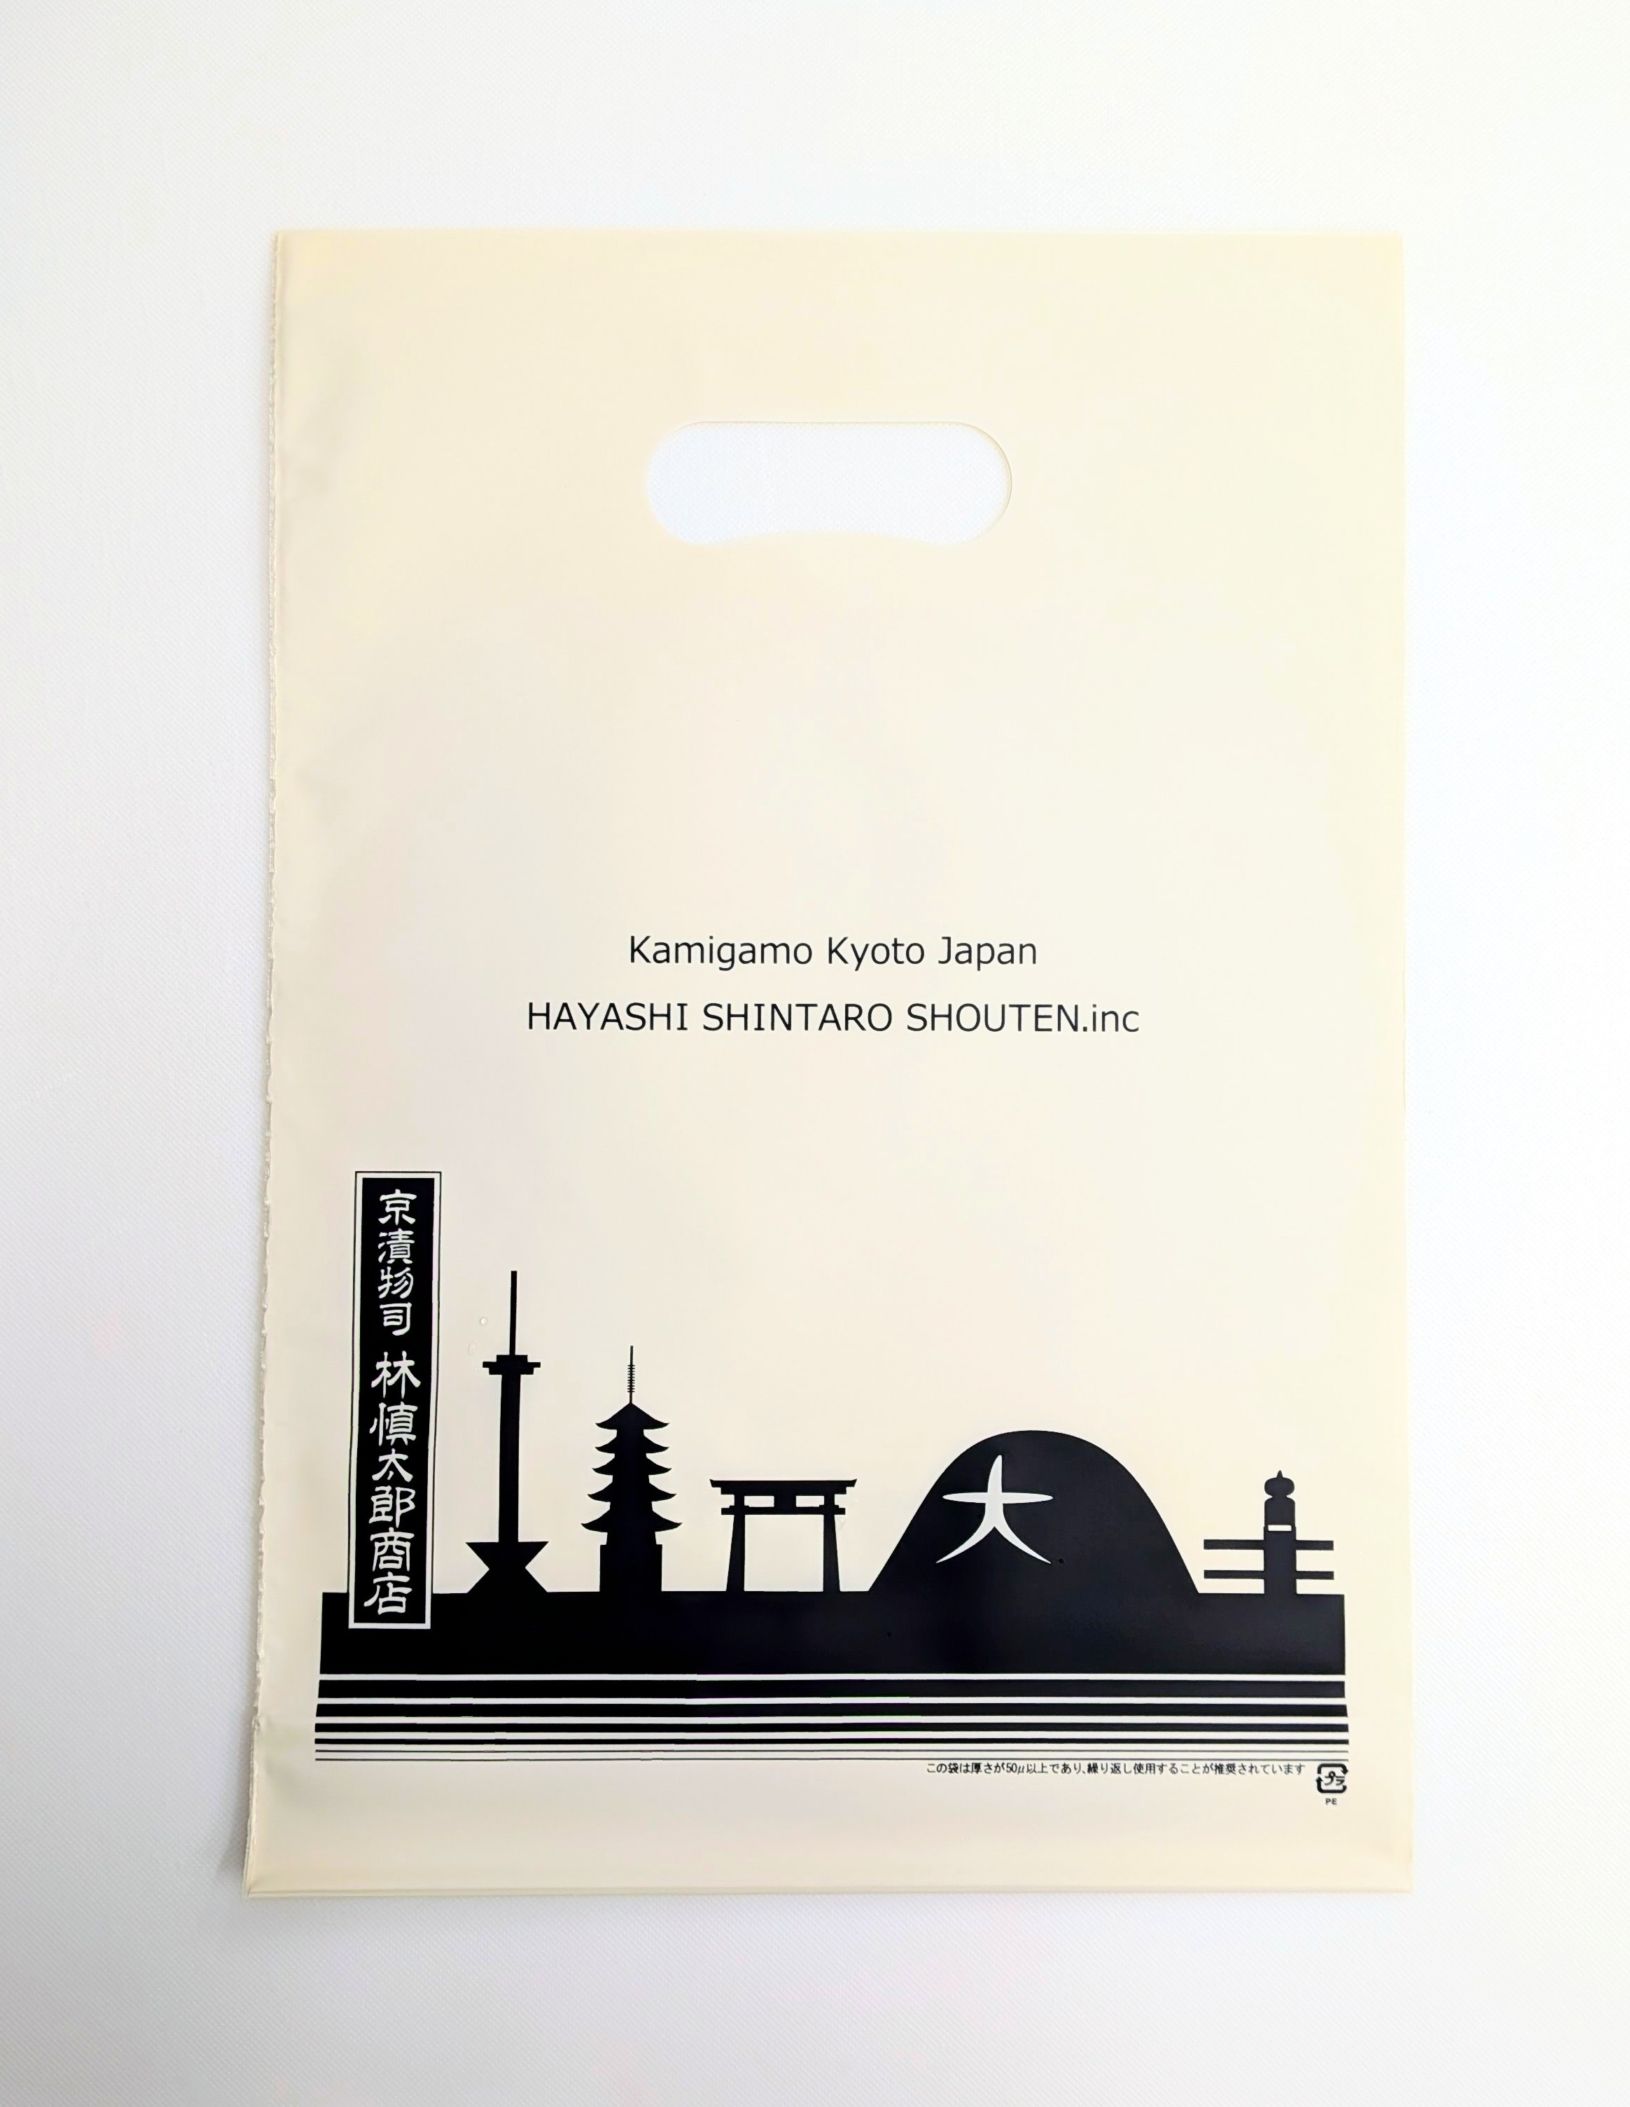 Kamigamo Kyoto Japan
HAYASHI SHINTARO SHOUTEN.inc
京漬物司 林慎太郎商店
大
この袋は厚さが50μ以上であり、繰り返し使用することが推奨されています
プラ
PE